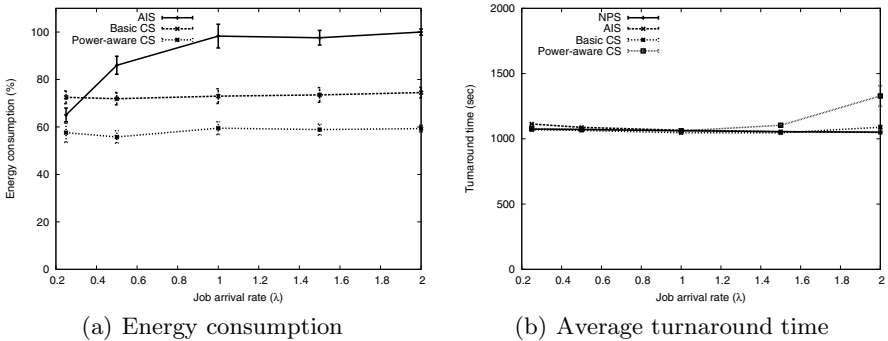 AIS
Basic CS
Power-aware CS
100
80
60
40
20
0
Energy consumption (%)
0.2 0.4 0.6 0.8 1 1.2 1.4 1.6 1.8 2
Job arrival rate (λ)
(a) Energy consumption
NPS
AIS
Basic CS
Power-aware CS
2000
1500
1000
500
0
Turnaround time (sec)
0.2 0.4 0.6 0.8 1 1.2 1.4 1.6 1.8 2
Job arrival rate (λ)
(b) Average turnaround time